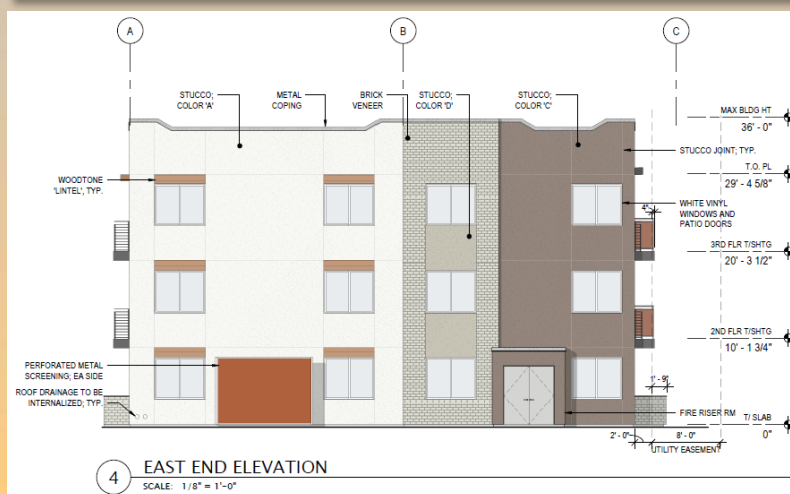 A
B
C
STUCCO;
COLOR 'A'
METAL
COPING
BRICK
VENEER
STUCCO;
COLOR 'D'
STUCCO;
COLOR 'C'
MAX BLDG HT
36' - 0"
STUCCO JOINT; TYP.
T.O. PL
29' - 4 5/8"
WOODTONE
'LINTEL', TYP.
WHITE VINYL
WINDOWS AND
PATIO DOORS
4"
3RD FLR T/SHTG
20' - 3 1/2"
2ND FLR T/SHTG
10' - 1 3/4"
PERFORATED METAL
SCREENING; EA SIDE
1' - 9"
ROOF DRAINAGE TO BE
INTERNALIZED; TYP.
FIRE RISER RM
T/ SLAB
0"
2' - 0"
8' - 0"
UTILITY EASEMENT
4
EAST END ELEVATION
SCALE: 1/8" = 1'-0"